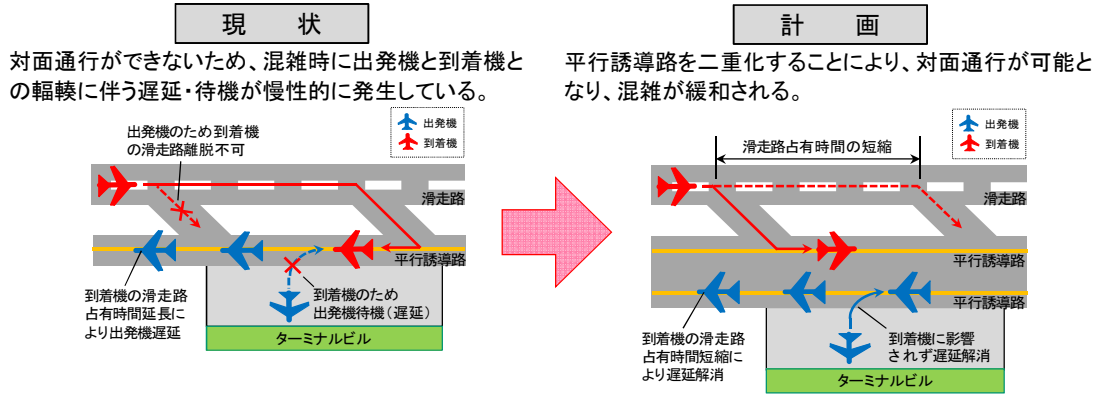 現　状
対面通行ができないため、混雑時に出発機と到着機と
の輻輳に伴う遅延・待機が慢性的に発生している。
出発機
到着機
出発機のため到着機
の滑走路離脱不可
滑走路
平行誘導路
到着機の滑走路
占有時間延長に
より出発機遅延
到着機のため
出発機待機（遅延）
ターミナルビル
計　画
平行誘導路を二重化することにより、対面通行が可能と
なり、混雑が緩和される。
出発機
到着機
滑走路占有時間の短縮
滑走路
平行誘導路
平行誘導路
到着機の滑走路
占有時間短縮に
より遅延解消
到着機に影響
されず遅延解消
ターミナルビル